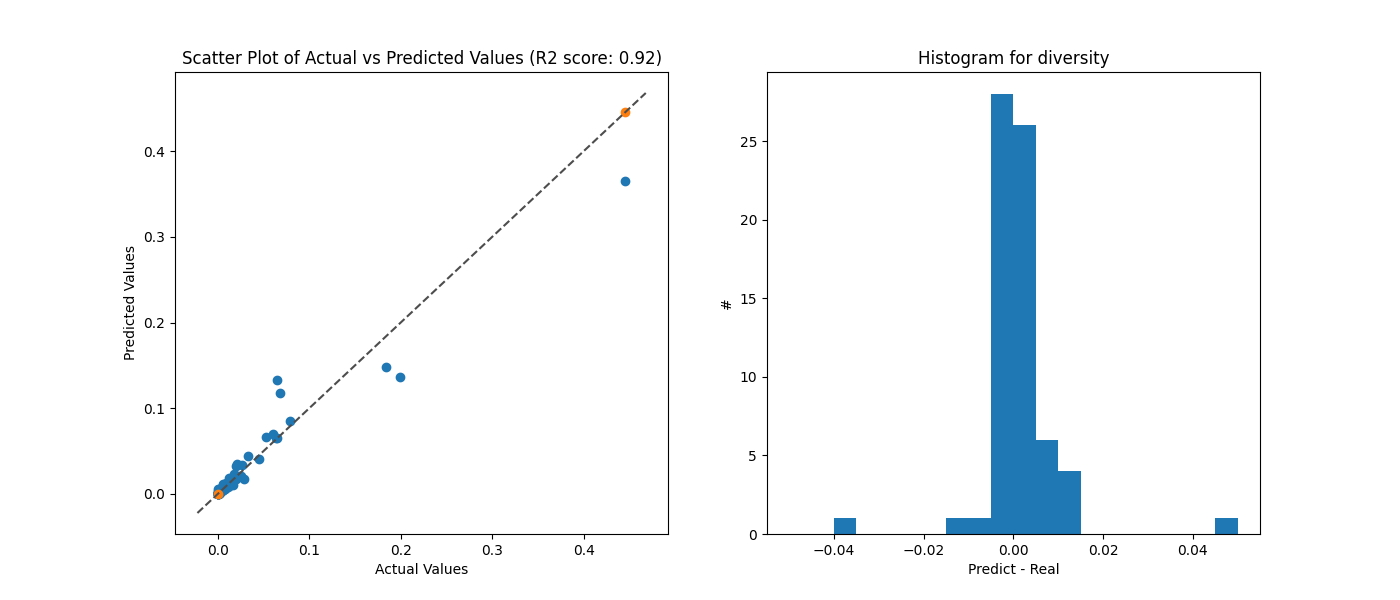 Scatter Plot of Actual vs Predicted Values (R2 score: 0.92)
0.4
0.3
0.2
0.1
0.0
Predicted Values
0.0 0.1 0.2 0.3 0.4
Actual Values
Histogram for diversity
25
20
15
10
5
0
#
−0.04 −0.02 0.00 0.02 0.04
Predict - Real